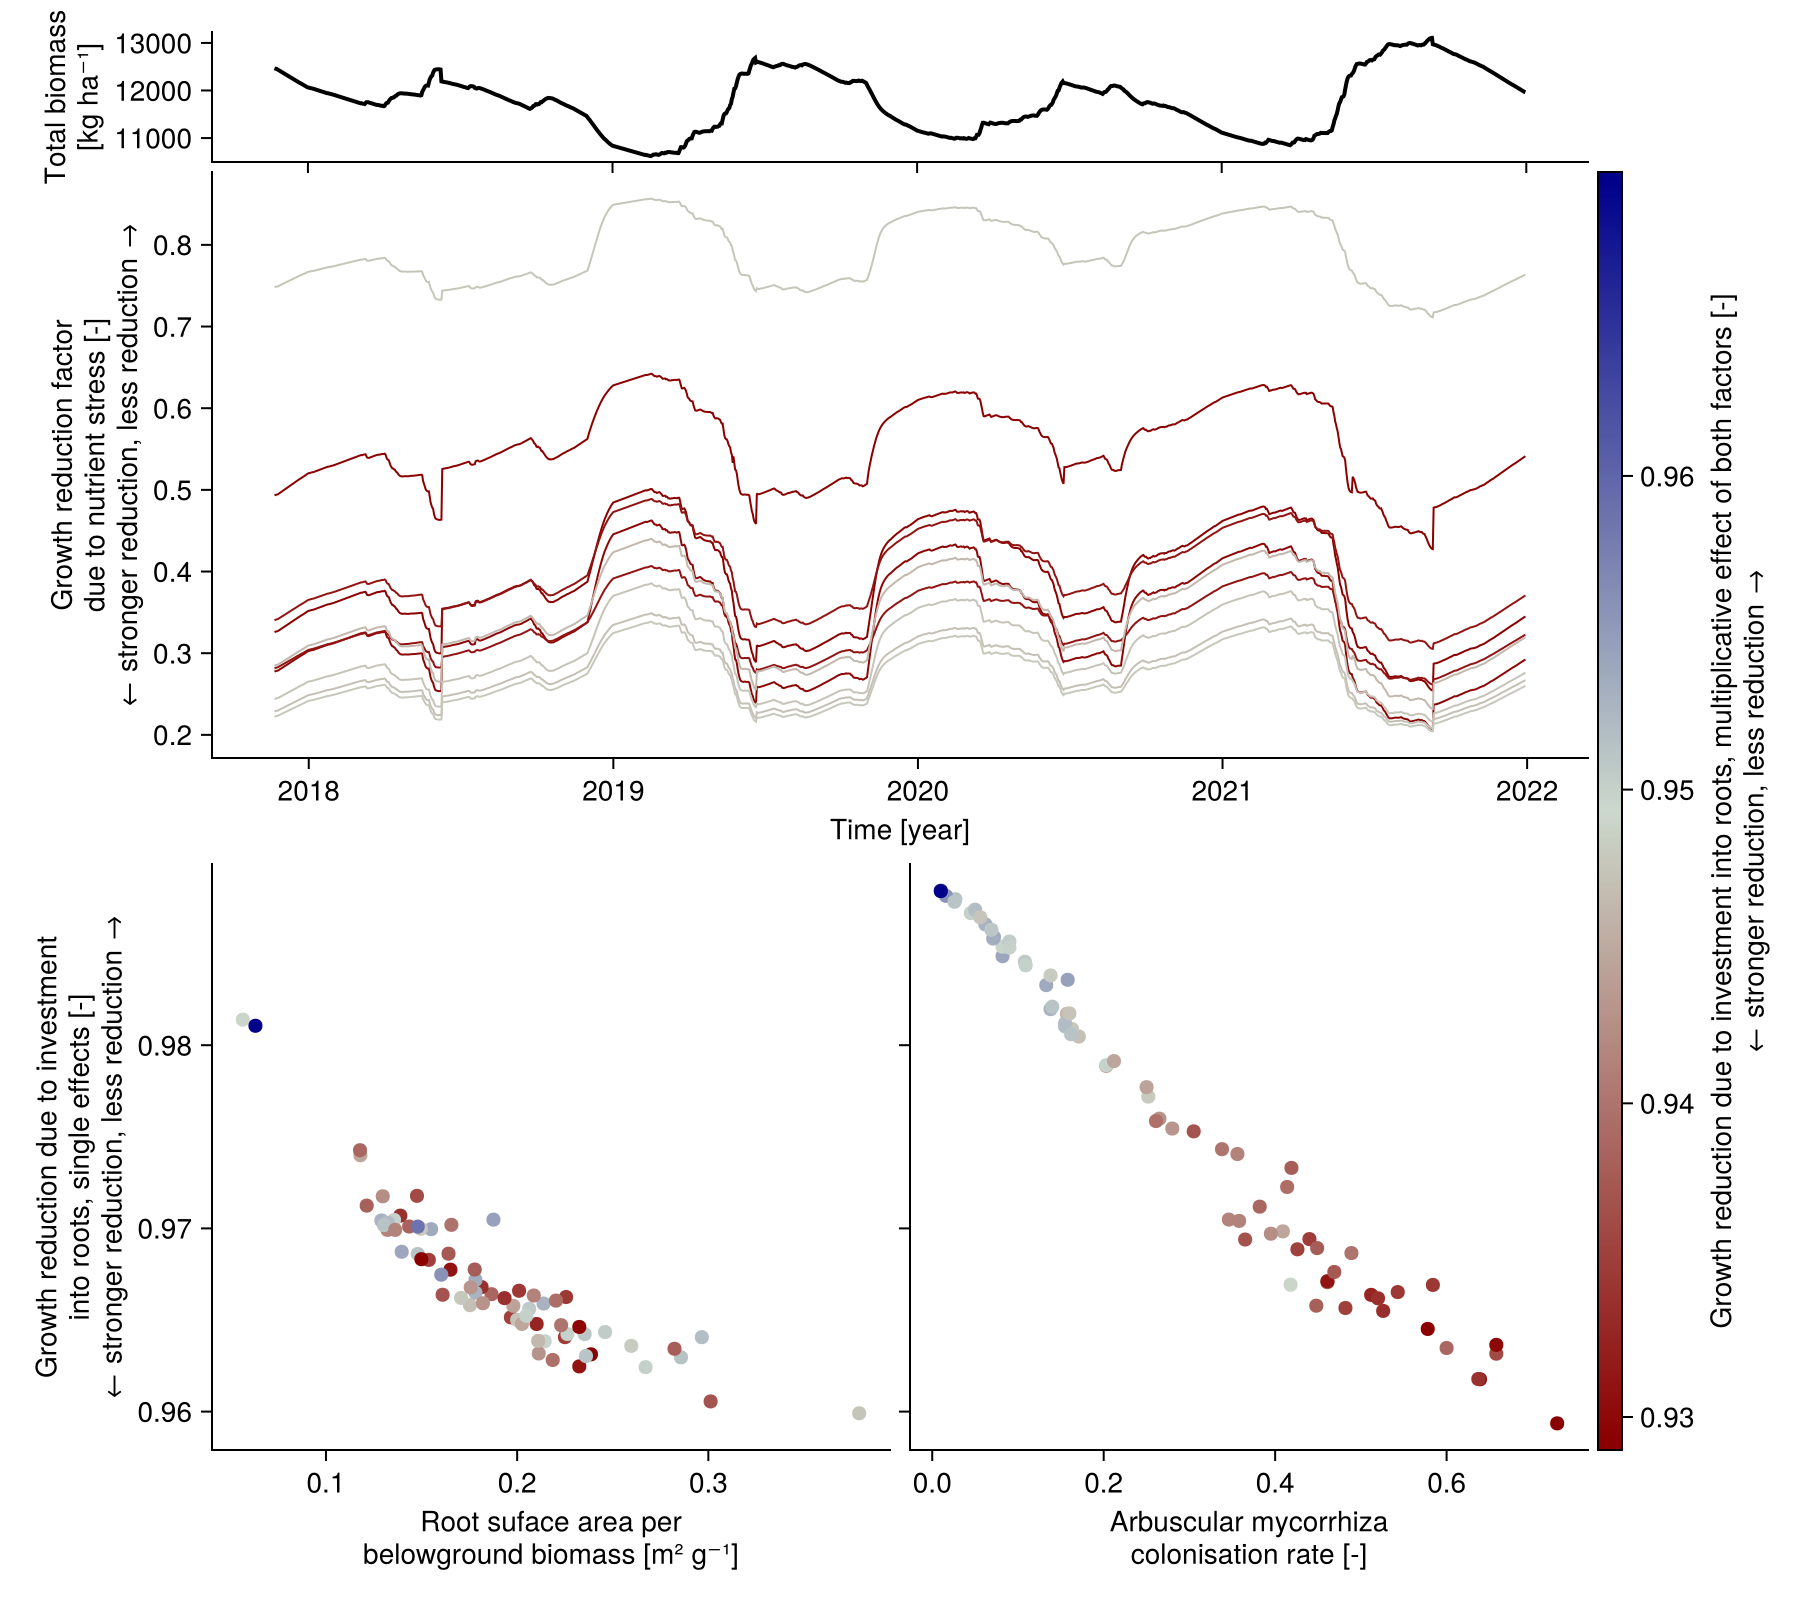 Total biomass
[kg ha⁻¹]
13000
12000
11000
Growth reduction factor
due to nutrient stress [-]
← stronger reduction, less reduction →
0.8
0.7
0.6
0.5
0.4
0.3
0.2
2018
2019
2020
2021
2022
Time [year]
0.96
0.95
0.94
0.93
Growth reduction due to investment into roots, multiplicative effect of both factors [-]
← stronger reduction, less reduction →
Growth reduction due to investment
into roots, single effects [-]
← stronger reduction, less reduction →
0.98
0.97
0.96
0.1
0.2
0.3
Root suface area per
belowground biomass [m² g⁻¹]
0.0
0.2
0.4
0.6
Arbuscular mycorrhiza
colonisation rate [-]